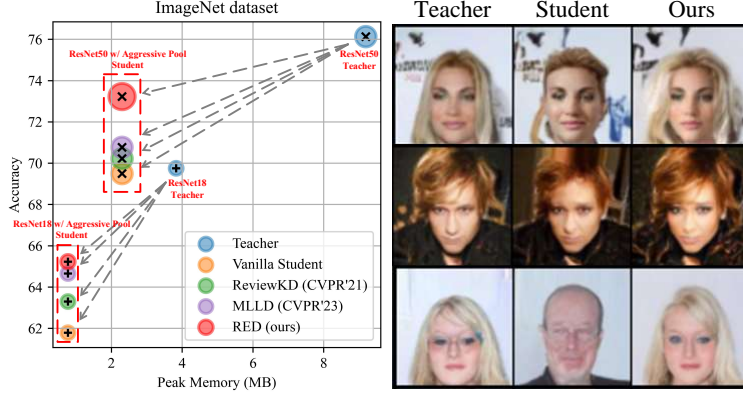 ImageNet dataset
Teacher
Student
Ours
76
74
72
70
68
66
64
62
Accuracy
ResNet50 w/ Aggressive Pool
Student
ResNet50
Teacher
ResNet18
Teacher
ResNet18 w/ Aggressive Pool
Student
Teacher
Vanilla Student
ReviewKD (CVPR'21)
MLLD (CVPR'23)
RED (ours)
2
4
6
8
Peak Memory (MB)